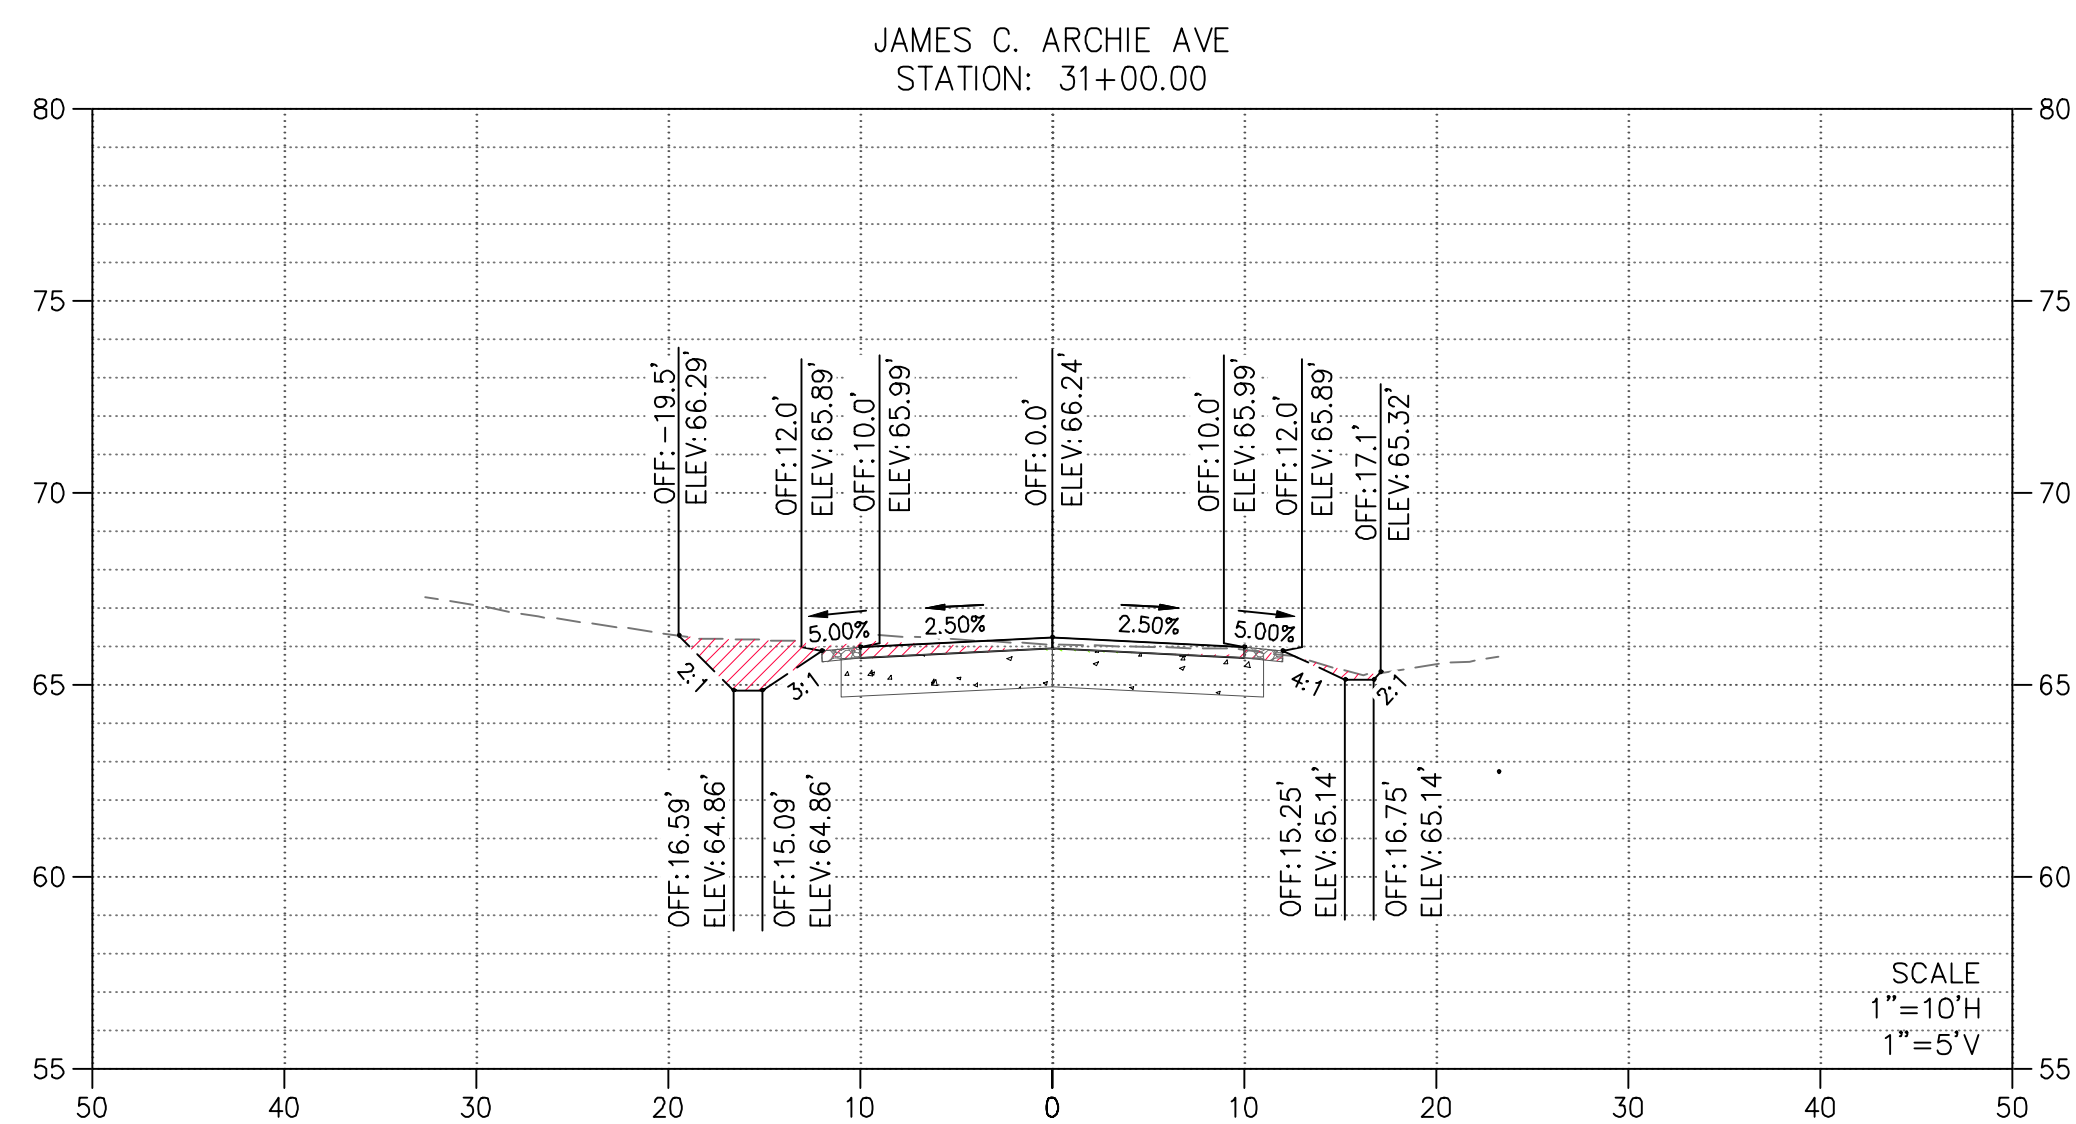 JAMES C. ARCHIE AVE
STATION: 31+00.00
80
80
75
75
70
70
65
65
60
60
55
55
OFF:-19.5'
ELEV:66.29'
OFF:12.0'
ELEV:65.89'
OFF:10.0'
ELEV:65.99'
OFF:0.0'
ELEV:66.24'
OFF:10.0'
ELEV:65.99'
OFF:12.0'
ELEV:65.89'
OFF:17.1'
ELEV:65.32'
5.00%
2.50%
2.50%
5.00%
2:1
3:1
4:1
2:1
OFF:16.59'
ELEV:64.86'
OFF:15.09'
ELEV:64.86'
OFF:15.25'
ELEV:65.14'
OFF:16.75'
ELEV:65.14'
SCALE
1"=10'H
1"=5'V
50
40
30
20
10
0
10
20
30
40
50